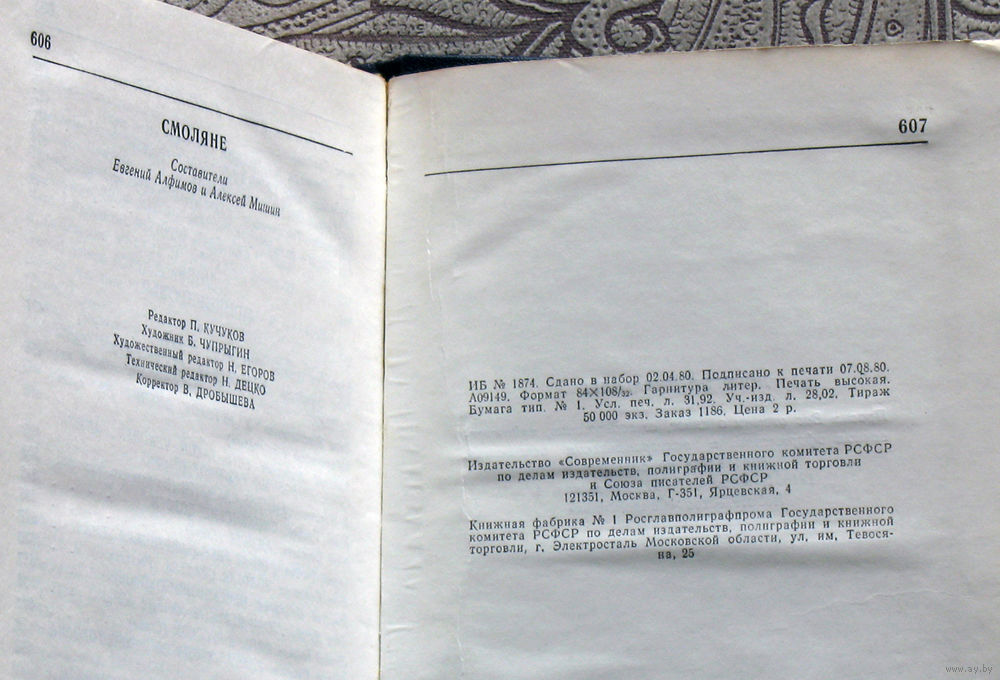 606
СМОЛЯНЕ
Составители
Евгений Алфимов и Алексей Мишин
Редактор П. КУЧУКОВ
Художник Б. ЧУПРЫГИН
Художественный редактор Н. ЕГОРОВ
Технический редактор Н. ДЕЦКО
Корректор В. ДРОБЫШЕВА
607
ИБ № 1874. Сдано в набор 02.04.80. Подписано к печати 07.08.80.
А09149. Формат 84×108/32. Гарнитура литер. Печать высокая.
Бумага тип. № 1. Усл. печ. л. 31,92. Уч.-изд. л. 28,02. Тираж
50 000 экз. Заказ 1186. Цена 2 р.
Издательство «Современник» Государственного комитета РСФСР
по делам издательств, полиграфии и книжной торговли
и Союза писателей РСФСР
121351, Москва, Г-351, Ярцевская, 4
Книжная фабрика № 1 Росглавполиграфпрома Государственного
комитета РСФСР по делам издательств, полиграфии и книжной
торговли, г. Электросталь Московской области, ул. им. Тевося-
на, 25
www.ay.by